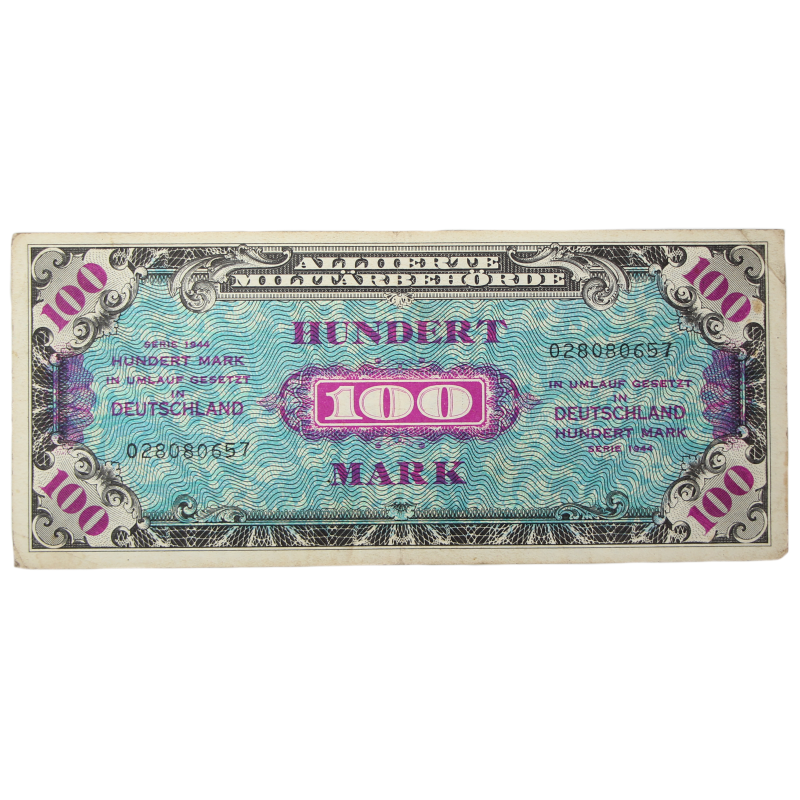 ALLIIERTE
MILITÄRBEHÖRDE
100
100
HUNDERT
100
MARK
SERIE 1944
HUNDERT MARK
IN UMLAUF GESETZT
IN
DEUTSCHLAND
028080657
028080657
IN UMLAUF GESETZT
IN
DEUTSCHLAND
HUNDERT MARK
SERIE 1944
100
100